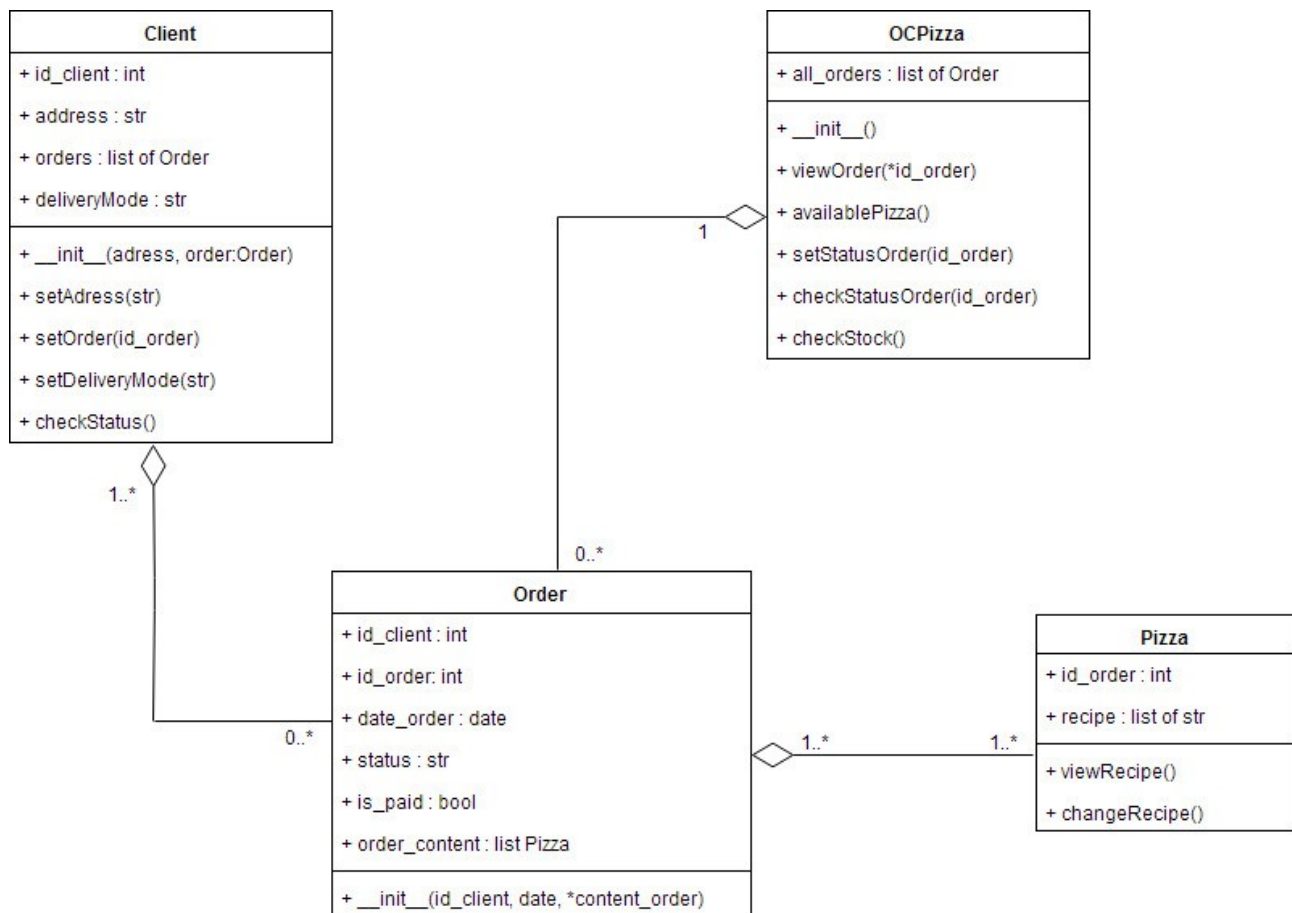 Client
+ id_client : int
+ address : str
+ orders : list of Order
+ deliveryMode : str
+ __init__(adress, order:Order)
+ setAdress(str)
+ setOrder(id_order)
+ setDeliveryMode(str)
+ checkStatus()
OCPizza
+ all_orders : list of Order
+ __init__()
+ viewOrder(*id_order)
+ availablePizza()
+ setStatusOrder(id_order)
+ checkStatusOrder(id_order)
+ checkStock()
1
1..*
0..*
0..*
Order
+ id_client : int
+ id_order: int
+ date_order : date
+ status : str
+ is_paid : bool
+ order_content : list Pizza
+ __init__(id_client, date, *content_order)
1..*
1..*
Pizza
+ id_order : int
+ recipe : list of str
+ viewRecipe()
+ changeRecipe()